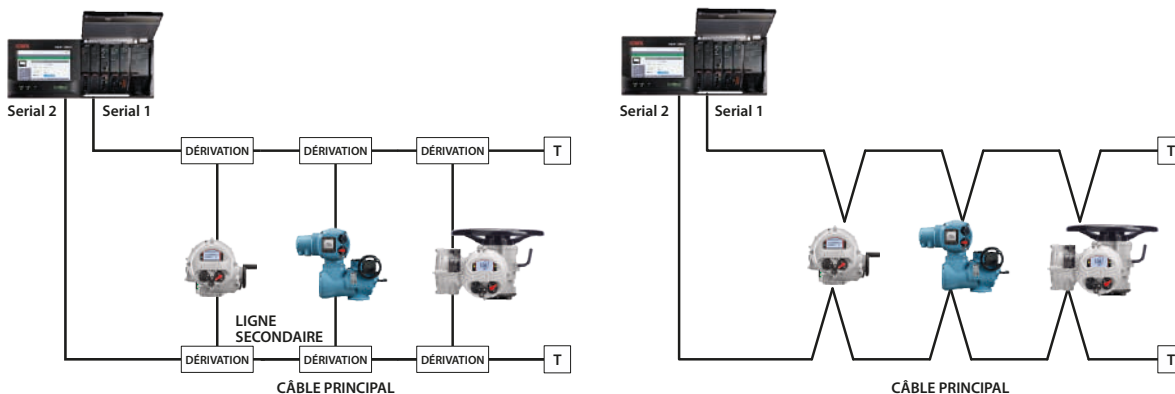 Serial 2
Serial 1
DÉRIVATION
DÉRIVATION
DÉRIVATION
T
LIGNE
SECONDAIRE
DÉRIVATION
DÉRIVATION
DÉRIVATION
T
CÂBLE PRINCIPAL
Serial 2
Serial 1
T
T
CÂBLE PRINCIPAL